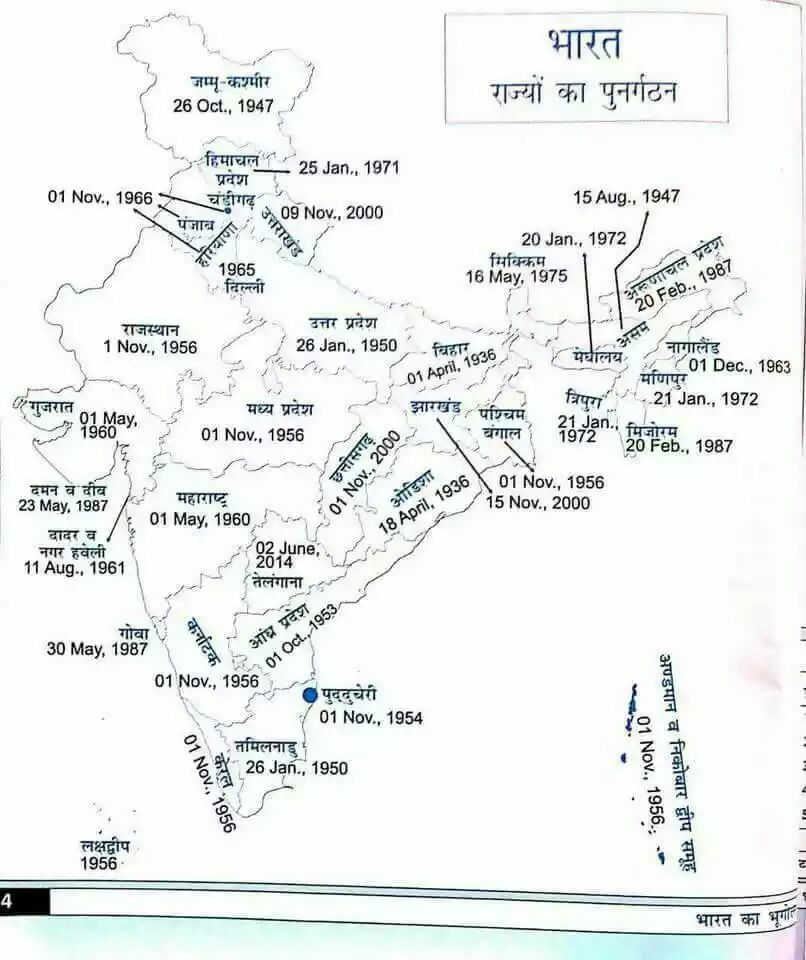 भारत
राज्यों का पुनर्गठन
जम्मू-कश्मीर
26 Oct., 1947
हिमाचल
प्रदेश
25 Jan., 1971
01 Nov., 1966
चंडीगढ़
पंजाब
हरियाणा
उत्तराखंड
09 Nov., 2000
1965
दिल्ली
15 Aug., 1947
20 Jan., 1972
सिक्किम
16 May, 1975
अरूणाचल प्रदेश
20 Feb., 1987
राजस्थान
1 Nov., 1956
उत्तर प्रदेश
26 Jan., 1950
बिहार
01 April, 1936
असम
मेघालय
नागालैंड
01 Dec., 1963
मणिपुर
21 Jan., 1972
गुजरात
01 May,
1960
मध्य प्रदेश
01 Nov., 1956
छत्तीसगढ़
01 Nov., 2000
झारखंड
पश्चिम
बंगाल
त्रिपुरा
21 Jan.,
1972
मिजोरम
20 Feb., 1987
01 Nov., 1956
15 Nov., 2000
ओडिशा
18 April, 1936
दमन व दीव
23 May, 1987
महाराष्ट्र
01 May, 1960
दादर व
नगर हवेली
11 Aug., 1961
02 June,
2014
तेलंगाना
आंध्र प्रदेश
01 Oct., 1953
गोवा
30 May, 1987
कर्नाटक
01 Nov., 1956
पुद्दुचेरी
01 Nov., 1954
तमिलनाडु
26 Jan., 1950
केरल
01 Nov., 1956
अण्डमान व निकोबार द्वीप समूह
01 Nov., 1956
लक्षद्वीप
1956
4
भारत का भूगोल